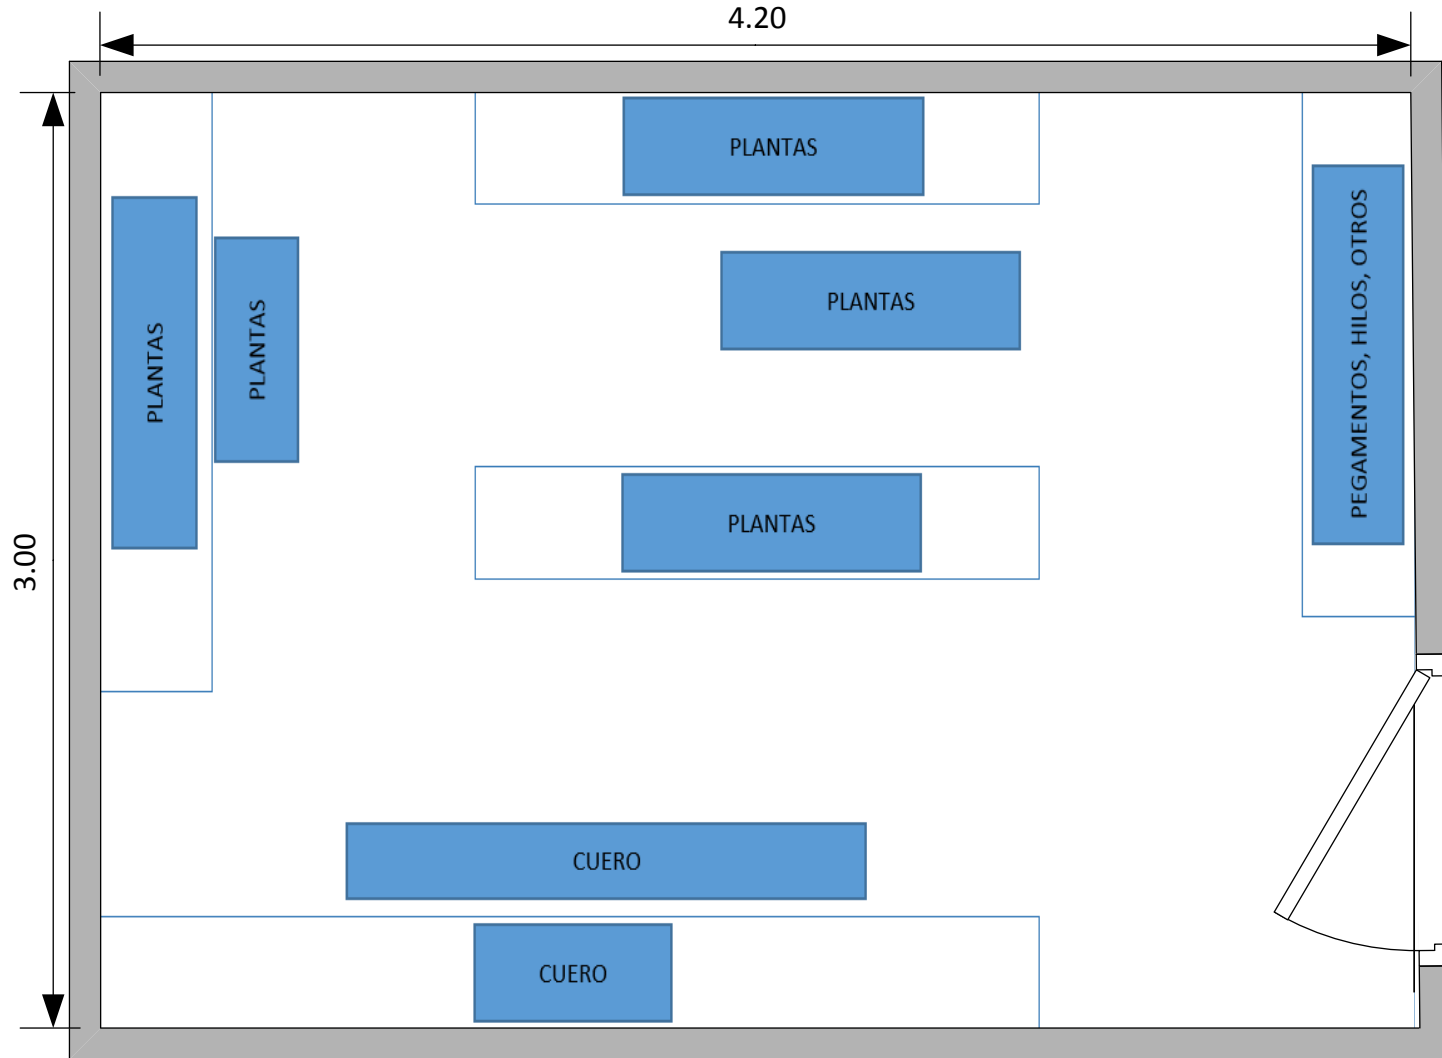 4.20
PLANTAS
PLANTAS
PLANTAS
PLANTAS
PEGAMENTOS, HILOS, OTROS
PLANTAS
3.00
CUERO
CUERO